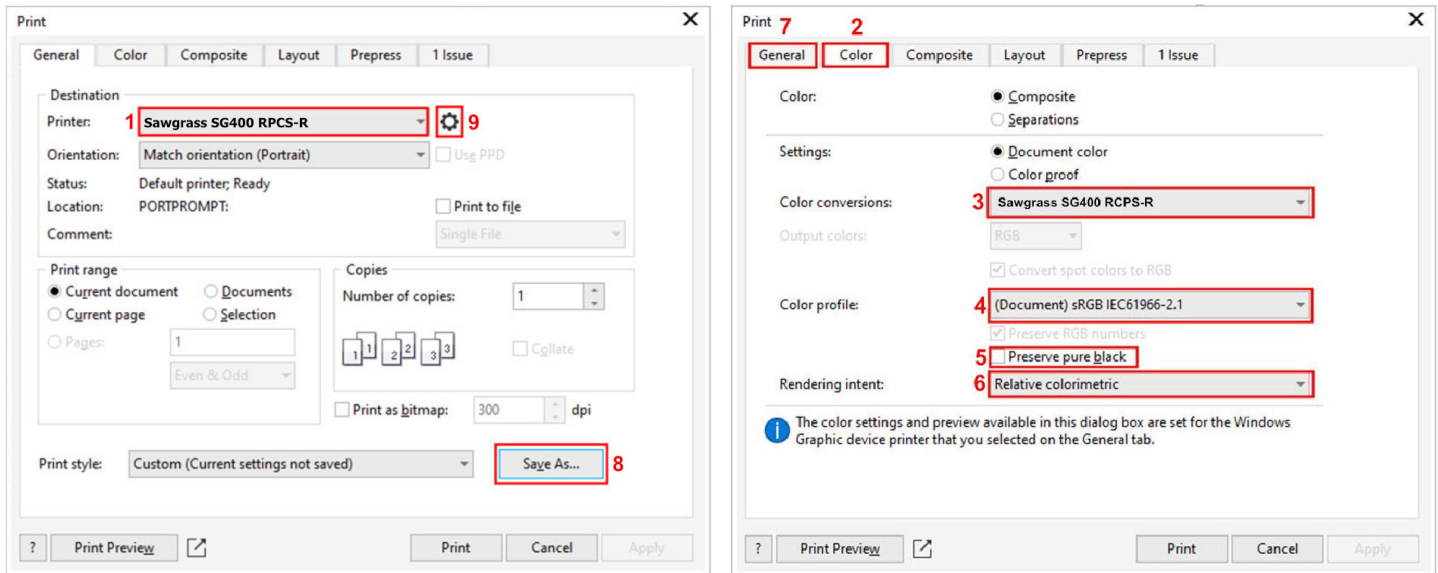 Print
General Color Composite Layout Prepress 1 Issue
Destination
Printer: 1 Sawgrass SG400 RPCS-R 9
Orientation: Match orientation (Portrait) Use PPD
Status: Default printer; Ready
Location: PORTPROMPT: Print to file
Comment: Single File
Print range
Current document Documents
Current page Selection
Pages: 1
Even & Odd
Copies
Number of copies: 1
1 1 2 2 3 3
Collate
Print as bitmap: 300 dpi
Print style: Custom (Current settings not saved) Save As... 8
? Print Preview Print Cancel Apply
Print 7 2
General Color Composite Layout Prepress 1 Issue
Color: Composite
Separations
Settings: Document color
Color proof
Color conversions: 3 Sawgrass SG400 RCPS-R
Output colors: RGB
Convert spot colors to RGB
Color profile: 4 (Document) sRGB IEC61966-2.1
Preserve RGB numbers
5 Preserve pure black
Rendering intent: 6 Relative colorimetric
i The color settings and preview available in this dialog box are set for the Windows
Graphic device printer that you selected on the General tab.
? Print Preview Print Cancel Apply